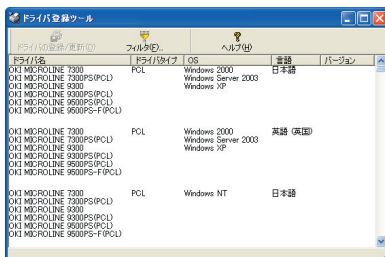 ドライバ登録ツール
ドライバの登録/更新(D) フィルタ(F)... ヘルプ(H)
ドライバ名 ドライバタイプ OS 言語 バージョン
OKI MICROLINE 7300 PCL Windows 2000 日本語
OKI MICROLINE 7300PS(PCL) Windows Server 2003
OKI MICROLINE 9300 Windows XP
OKI MICROLINE 9300PS(PCL)
OKI MICROLINE 9500PS(PCL)
OKI MICROLINE 9500PS-F(PCL)
OKI MICROLINE 7300 PCL Windows 2000 英語 (英国)
OKI MICROLINE 7300PS(PCL) Windows Server 2003
OKI MICROLINE 9300 Windows XP
OKI MICROLINE 9300PS(PCL)
OKI MICROLINE 9500PS(PCL)
OKI MICROLINE 9500PS-F(PCL)
OKI MICROLINE 7300 PCL Windows NT 日本語
OKI MICROLINE 7300PS(PCL)
OKI MICROLINE 9300
OKI MICROLINE 9300PS(PCL)
OKI MICROLINE 9500PS(PCL)
OKI MICROLINE 9500PS-F(PCL)